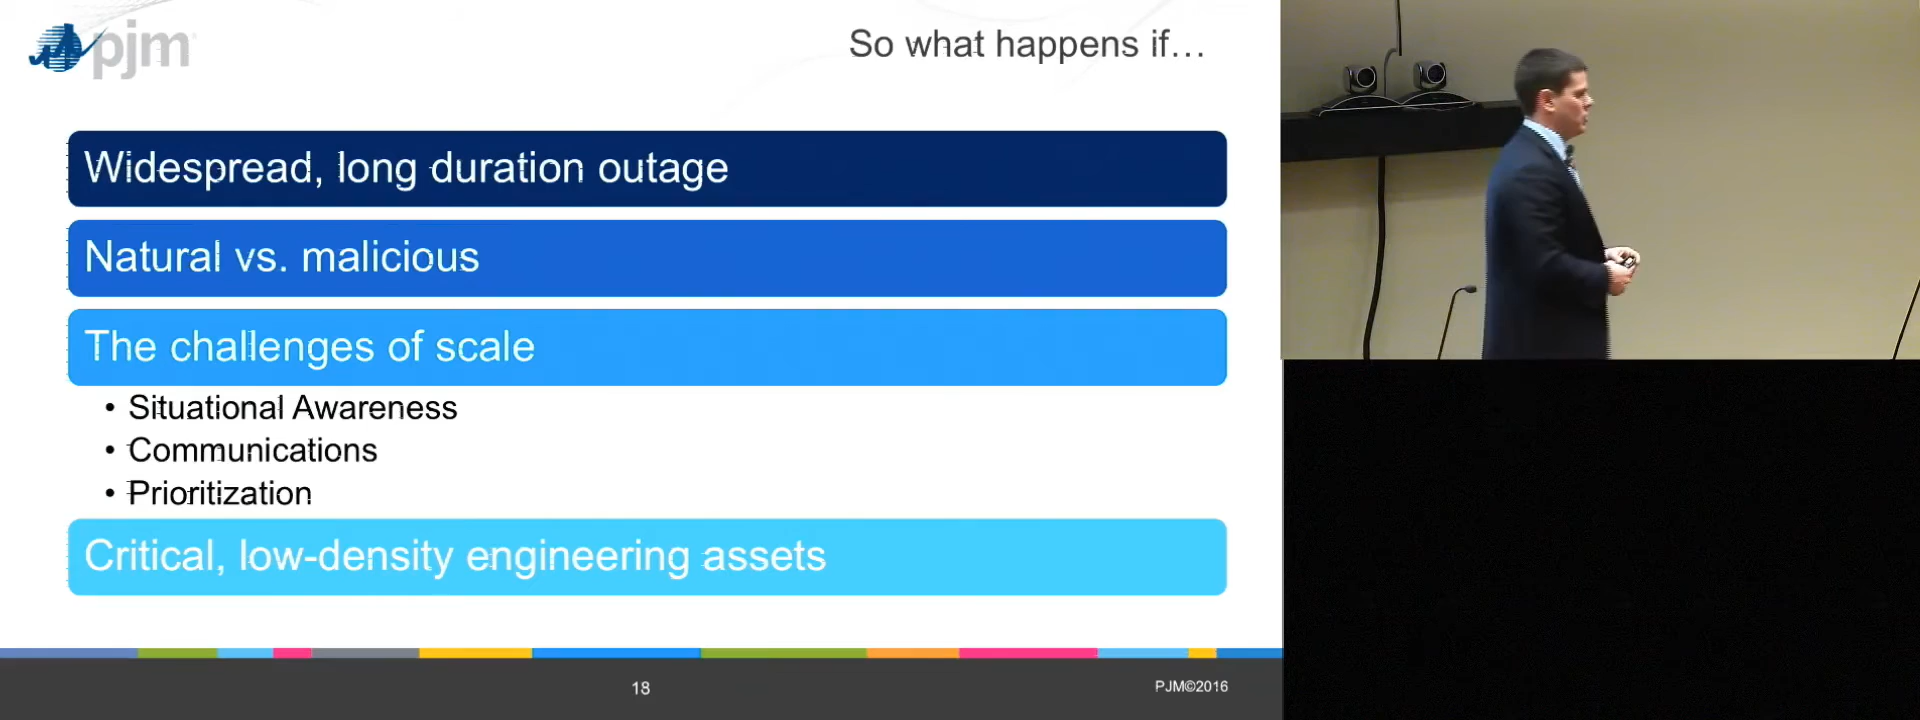 pjm
So what happens if...
Widespread, long duration outage
Natural vs. malicious
The challenges of scale
• Situational Awareness
• Communications
• Prioritization
Critical, low-density engineering assets
18
PJM©2016